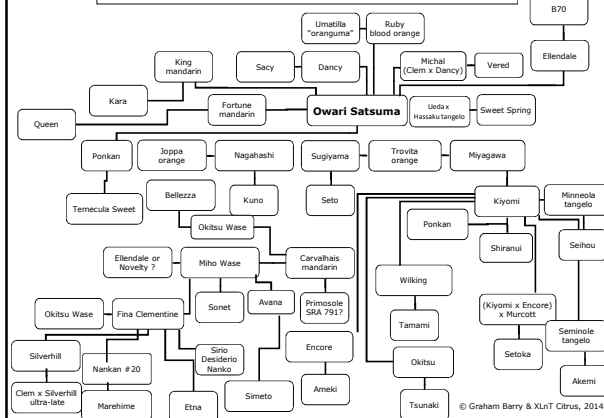 B70
Umatilla
"oranguma"
Ruby
blood orange
King
mandarin
Sacy
Dancy
Michal
(Clem x Dancy)
Vered
Ellendale
Kara
Fortune
mandarin
Owari Satsuma
Ueda x
Hassaku tangelo
Sweet Spring
Queen
Ponkan
Joppa
orange
Nagahashi
Sugiyama
Trovita
orange
Miyagawa
Temecula Sweet
Bellezza
Kuno
Seto
Kiyomi
Minneola
tangelo
Okitsu Wase
Ponkan
Shiranui
Seihou
Ellendale or
Novelty ?
Miho Wase
Carvalhais
mandarin
Wilking
Sonet
Avana
Primosole
SRA 791?
(Kiyomi x Encore)
x Murcott
Okitsu Wase
Fina Clementine
Tamami
Seminole
tangelo
Silverhill
Nankan #20
Sirio
Desiderio
Nanko
Encore
Okitsu
Setoka
Clem x Silverhill
ultra-late
Marehime
Etna
Simeto
Ameki
Tsunaki
Akemi
© Graham Barry & XLnT Citrus, 2014